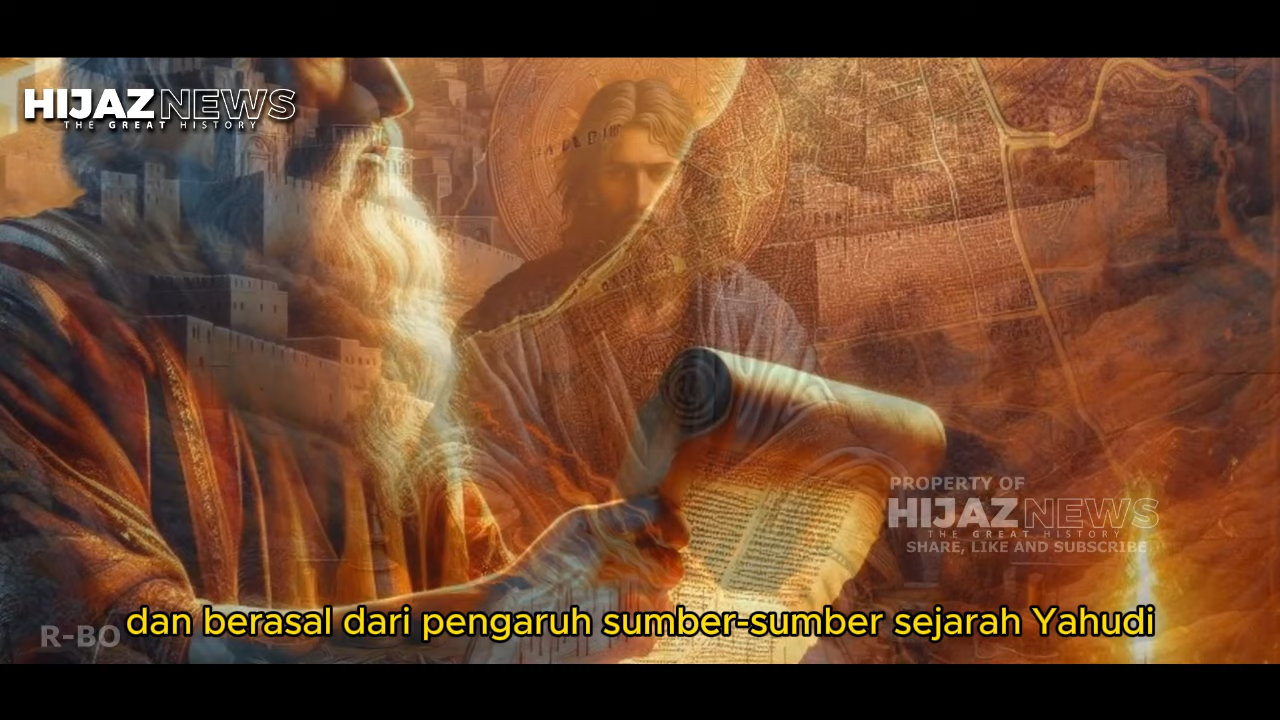 HIJAZNEWS
THE GREAT HISTORY
PROPERTY OF
HIJAZNEWS
THE GREAT HISTORY
SHARE, LIKE AND SUBSCRIBE
R-BO
dan berasal dari pengaruh sumber-sumber sejarah Yahudi